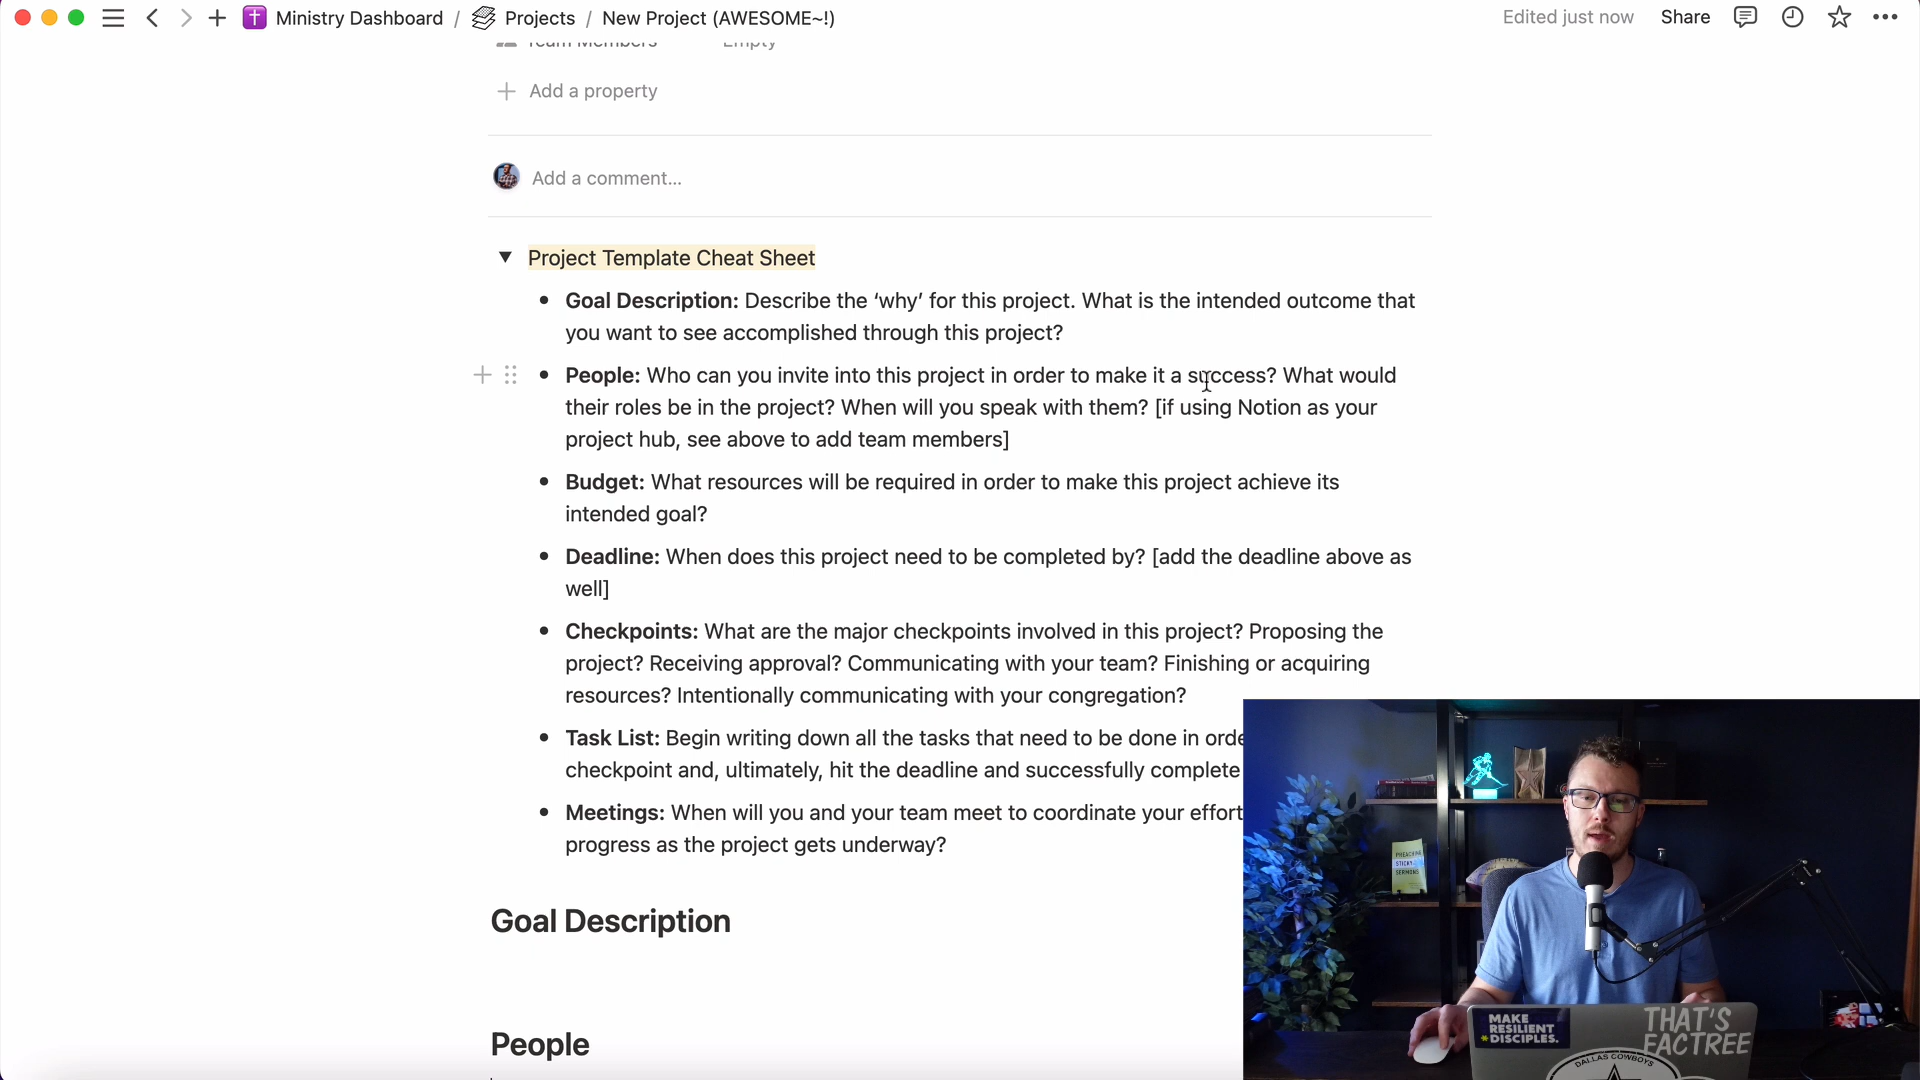 Ministry Dashboard / Projects / New Project (AWESOME~!)
Edited just now Share
Team Members Empty
Add a property
Add a comment...
Project Template Cheat Sheet
Goal Description: Describe the ‘why’ for this project. What is the intended outcome that
you want to see accomplished through this project?
People: Who can you invite into this project in order to make it a success? What would
their roles be in the project? When will you speak with them? [if using Notion as your
project hub, see above to add team members]
Budget: What resources will be required in order to make this project achieve its
intended goal?
Deadline: When does this project need to be completed by? [add the deadline above as
well]
Checkpoints: What are the major checkpoints involved in this project? Proposing the
project? Receiving approval? Communicating with your team? Finishing or acquiring
resources? Intentionally communicating with your congregation?
Task List: Begin writing down all the tasks that need to be done in orde
checkpoint and, ultimately, hit the deadline and successfully complete
Meetings: When will you and your team meet to coordinate your effort
progress as the project gets underway?
Goal Description
People
PREACHING
STICKY
SERMONS
MAKE
RESILIENT
DISCIPLES.
THAT'S
FACTREE
DALLAS COWBOYS